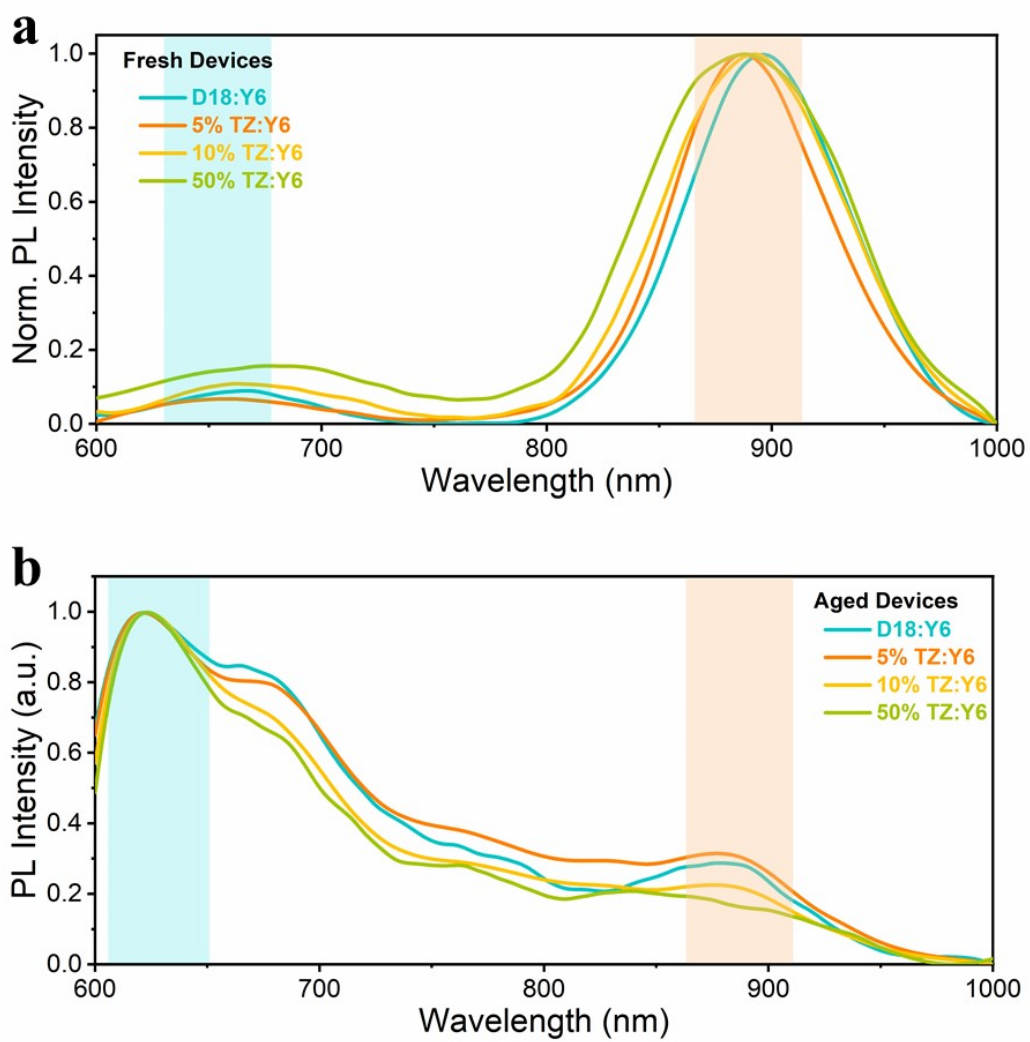 a
Fresh Devices
D18:Y6
5% TZ:Y6
10% TZ:Y6
50% TZ:Y6
Norm. PL Intensity
1.0
0.8
0.6
0.4
0.2
0.0
600
700
800
900
1000
Wavelength (nm)
b
Aged Devices
D18:Y6
5% TZ:Y6
10% TZ:Y6
50% TZ:Y6
PL Intensity (a.u.)
1.0
0.8
0.6
0.4
0.2
0.0
600
700
800
900
1000
Wavelength (nm)